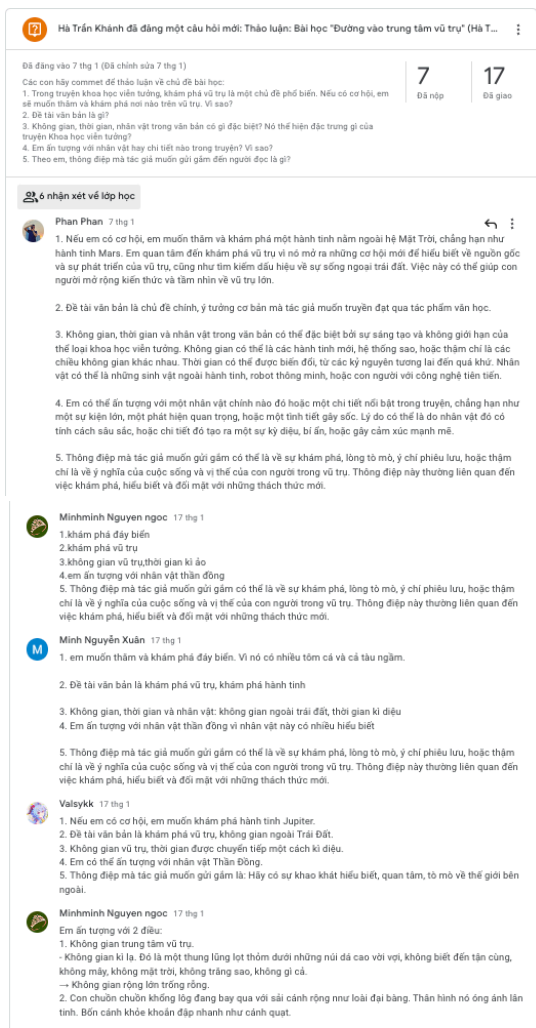 Hà Trần Khánh đã đăng một câu hỏi mới: Thảo luận: Bài học "Đường vào trung tâm vũ trụ" (Hà T...
Đã đăng vào 7 thg 1 (Đã chỉnh sửa 7 thg 1)
Các con hãy commet để thảo luận về chủ đề bài học:
1. Trong truyện khoa học viễn tưởng, khám phá vũ trụ là một chủ đề phổ biến. Nếu có cơ hội, em
sẽ muốn thăm và khám phá nơi nào trên vũ trụ. Vì sao?
2. Đề tài văn bản là gì?
3. Không gian, thời gian, nhân vật trong văn bản có gì đặc biệt? Nó thể hiện đặc trưng gì của
truyện Khoa học viễn tưởng?
4. Em ấn tượng với nhân vật hay chi tiết nào trong truyện? Vì sao?
5. Theo em, thông điệp mà tác giả muốn gửi gắm đến người đọc là gì?
7
Đã nộp
17
Đã giao
6 nhận xét về lớp học
Phan Phan 7 thg 1
1. Nếu em có cơ hội, em muốn thăm và khám phá một hành tinh nằm ngoài hệ Mặt Trời, chẳng hạn như
hành tinh Mars. Em quan tâm đến khám phá vũ trụ vì nó mở ra những cơ hội mới để hiểu biết về nguồn gốc
và sự phát triển của vũ trụ, cũng như tìm kiếm dấu hiệu về sự sống ngoại trái đất. Việc này có thể giúp con
người mở rộng kiến thức và tầm nhìn về vũ trụ lớn.
2. Đề tài văn bản là chủ đề chính, ý tưởng cơ bản mà tác giả muốn truyền đạt qua tác phẩm văn học.
3. Không gian, thời gian và nhân vật trong văn bản có thể đặc biệt bởi sự sáng tạo và không giới hạn của
thể loại khoa học viễn tưởng. Không gian có thể là các hành tinh mới, hệ thống sao, hoặc thậm chí là các
chiều không gian khác nhau. Thời gian có thể được biến đổi, từ các kỷ nguyên tương lai đến quá khứ. Nhân
vật có thể là những sinh vật ngoài hành tinh, robot thông minh, hoặc con người với công nghệ tiên tiến.
4. Em có thể ấn tượng với một nhân vật chính nào đó hoặc một chi tiết nổi bật trong truyện, chẳng hạn như
một sự kiện lớn, một phát hiện quan trọng, hoặc một tình tiết gây sốc. Lý do có thể là do nhân vật đó có
tính cách sâu sắc, hoặc chi tiết đó tạo ra một sự kỳ diệu, bí ẩn, hoặc gây cảm xúc mạnh mẽ.
5. Thông điệp mà tác giả muốn gửi gắm có thể là về sự khám phá, lòng tò mò, ý chí phiêu lưu, hoặc thậm
chí là về ý nghĩa của cuộc sống và vị thế của con người trong vũ trụ. Thông điệp này thường liên quan đến
việc khám phá, hiểu biết và đối mặt với những thách thức mới.
Minhminh Nguyen ngoc 17 thg 1
1.khám phá đáy biển
2.khám phá vũ trụ
3.không gian vũ trụ,thời gian kì ảo
4.em ấn tượng với nhân vật thần đồng
5. Thông điệp mà tác giả muốn gửi gắm có thể là về sự khám phá, lòng tò mò, ý chí phiêu lưu, hoặc thậm
chí là về ý nghĩa của cuộc sống và vị thế của con người trong vũ trụ. Thông điệp này thường liên quan đến
việc khám phá, hiểu biết và đối mặt với những thách thức mới.
M
Minh Nguyễn Xuân 17 thg 1
1. em muốn thăm và khám phá đáy biển. Vì nó có nhiều tôm cá và cả tàu ngầm.
2. Đề tài văn bản là khám phá vũ trụ, khám phá hành tinh
3. Không gian, thời gian và nhân vật: không gian ngoài trái đất, thời gian kì diệu
4. Em ấn tượng với nhân vật thần đồng vì nhân vật này có nhiều hiểu biết
5. Thông điệp mà tác giả muốn gửi gắm có thể là về sự khám phá, lòng tò mò, ý chí phiêu lưu, hoặc thậm
chí là về ý nghĩa của cuộc sống và vị thế của con người trong vũ trụ. Thông điệp này thường liên quan đến
việc khám phá, hiểu biết và đối mặt với những thách thức mới.
Valsykk 17 thg 1
1. Nếu em có cơ hội, em muốn khám phá hành tinh Jupiter.
2. Đề tài văn bản là khám phá vũ trụ, không gian ngoài Trái Đất.
3. Không gian vũ trụ, thời gian được chuyển tiếp một cách kì diệu.
4. Em có thể ấn tượng với nhân vật Thần Đồng.
5. Thông điệp mà tác giả muốn gửi gắm là: Hãy có sự khao khát hiểu biết, quan tâm, tò mò về thế giới bên
ngoài.
Minhminh Nguyen ngoc 17 thg 1
Em ấn tượng với 2 điều:
1. Không gian trung tâm vũ trụ.
- Không gian kì lạ. Đó là một thung lũng lọt thỏm dưới những núi đá cao vời vợi, không biết đến tận cùng,
không mây, không mặt trời, không trăng sao, không gì cả.
→ Không gian rộng lớn trống rỗng.
2. Con chuồn chuồn khổng lồg đang bay qua với sải cánh rộng nnư loài đại bàng. Thân hình nó óng ánh lân
tinh. Bốn cánh khỏe khoắn đập nhanh như cánh quạt.